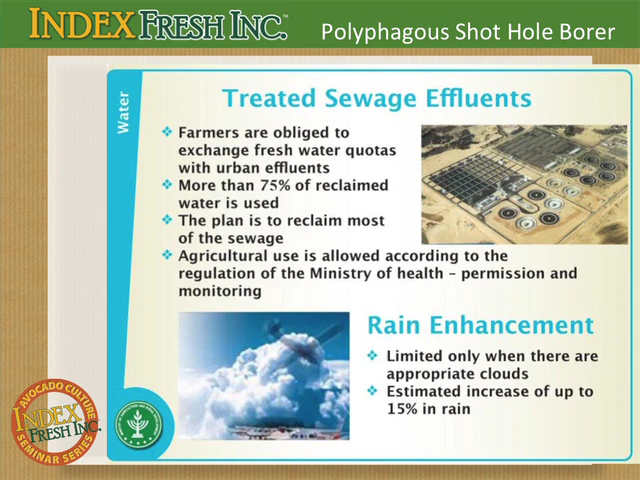 INDEX FRESH INC.™
Polyphagous Shot Hole Borer
Water
Treated Sewage Effluents
❖ Farmers are obliged to
exchange fresh water quotas
with urban effluents
❖ More than 75% of reclaimed
water is used
❖ The plan is to reclaim most
of the sewage
❖ Agricultural use is allowed according to the
regulation of the Ministry of health – permission and
monitoring
Rain Enhancement
❖ Limited only when there are
appropriate clouds
❖ Estimated increase of up to
15% in rain
AVOCADO CULTURE
INDEX
FRESH INC.
SEMINAR SERIES